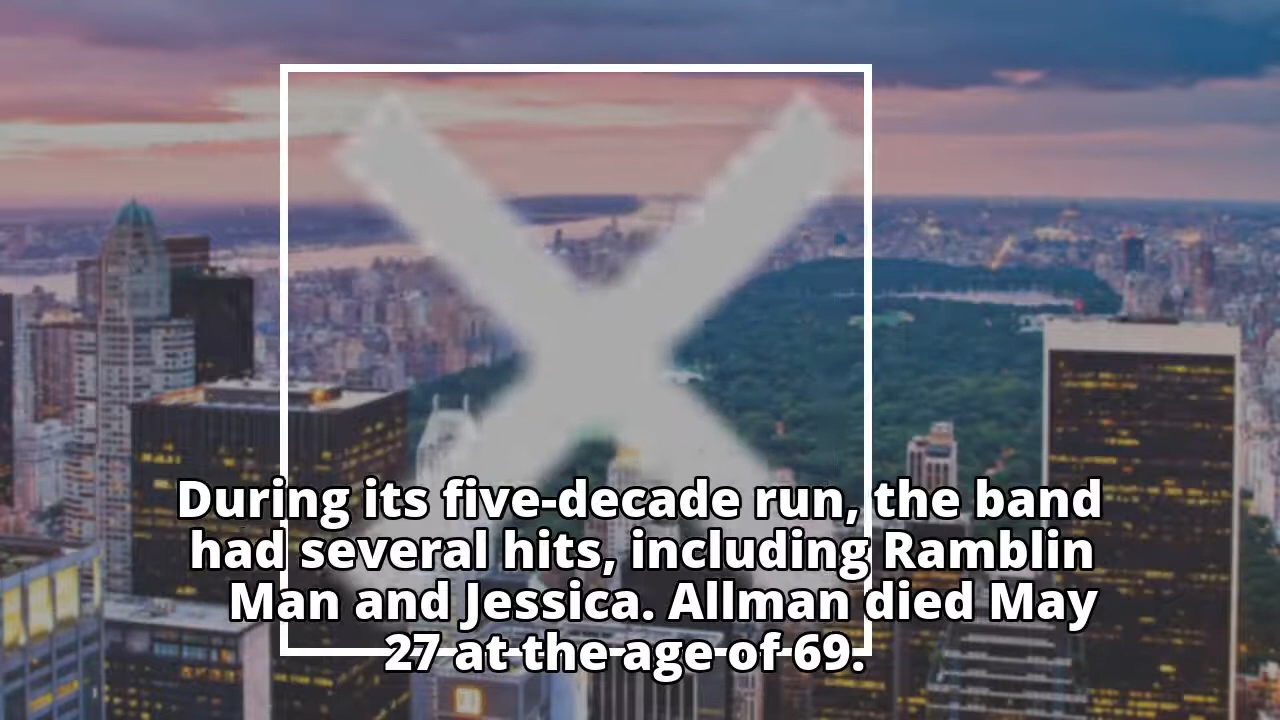 During its five-decade run, the band
had several hits, including Ramblin
Man and Jessica. Allman died May
27 at the age of 69.